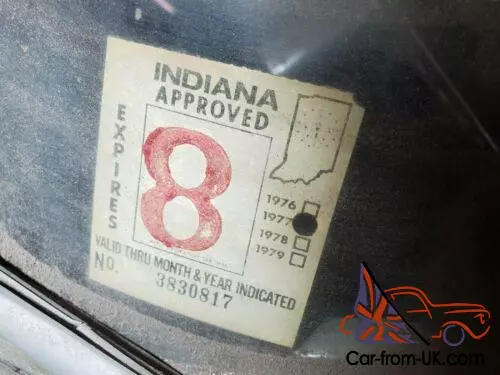 INDIANA
APPROVED
EXPIRES
8
1976
1977
1978
1979
VALID THRU MONTH & YEAR INDICATED
NO. 3830817
Car-from-UK.com